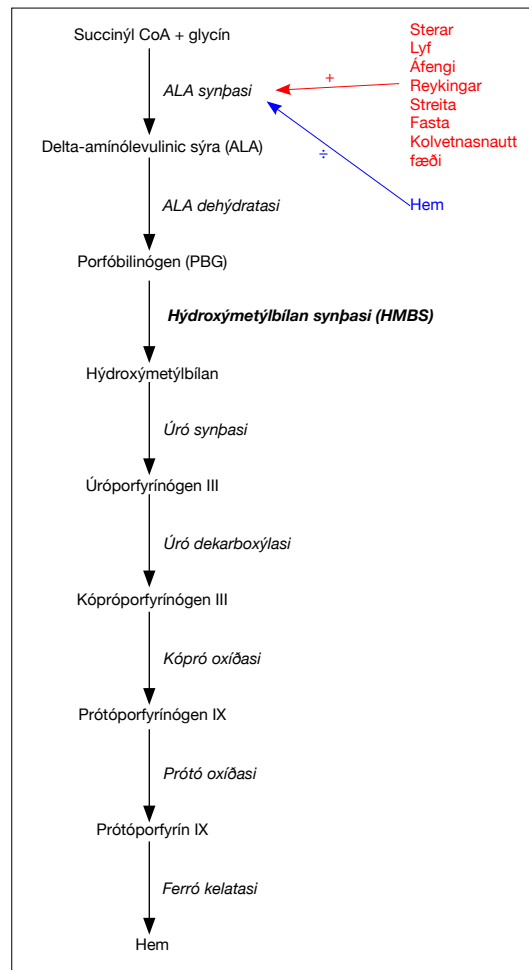 Succinýl CoA + glycín
ALA synþasi
Delta-amínólevulinic sýra (ALA)
ALA dehýdratasi
Porfóbilinógen (PBG)
Hýdroxýmetýlbílan synþasi (HMBS)
Hýdroxýmetýlbílan
Úró synþasi
Úróporfyrínógen III
Úró dekarboxýlasi
Kópróporfyrínógen III
Kópró oxíðasi
Prótóporfyrínógen IX
Prótó oxíðasi
Prótóporfyrín IX
Ferró kelatasi
Hem
+
Sterar
Lyf
Áfengi
Reykingar
Streita
Fasta
Kolvetnasnautt
fæði
÷
Hem